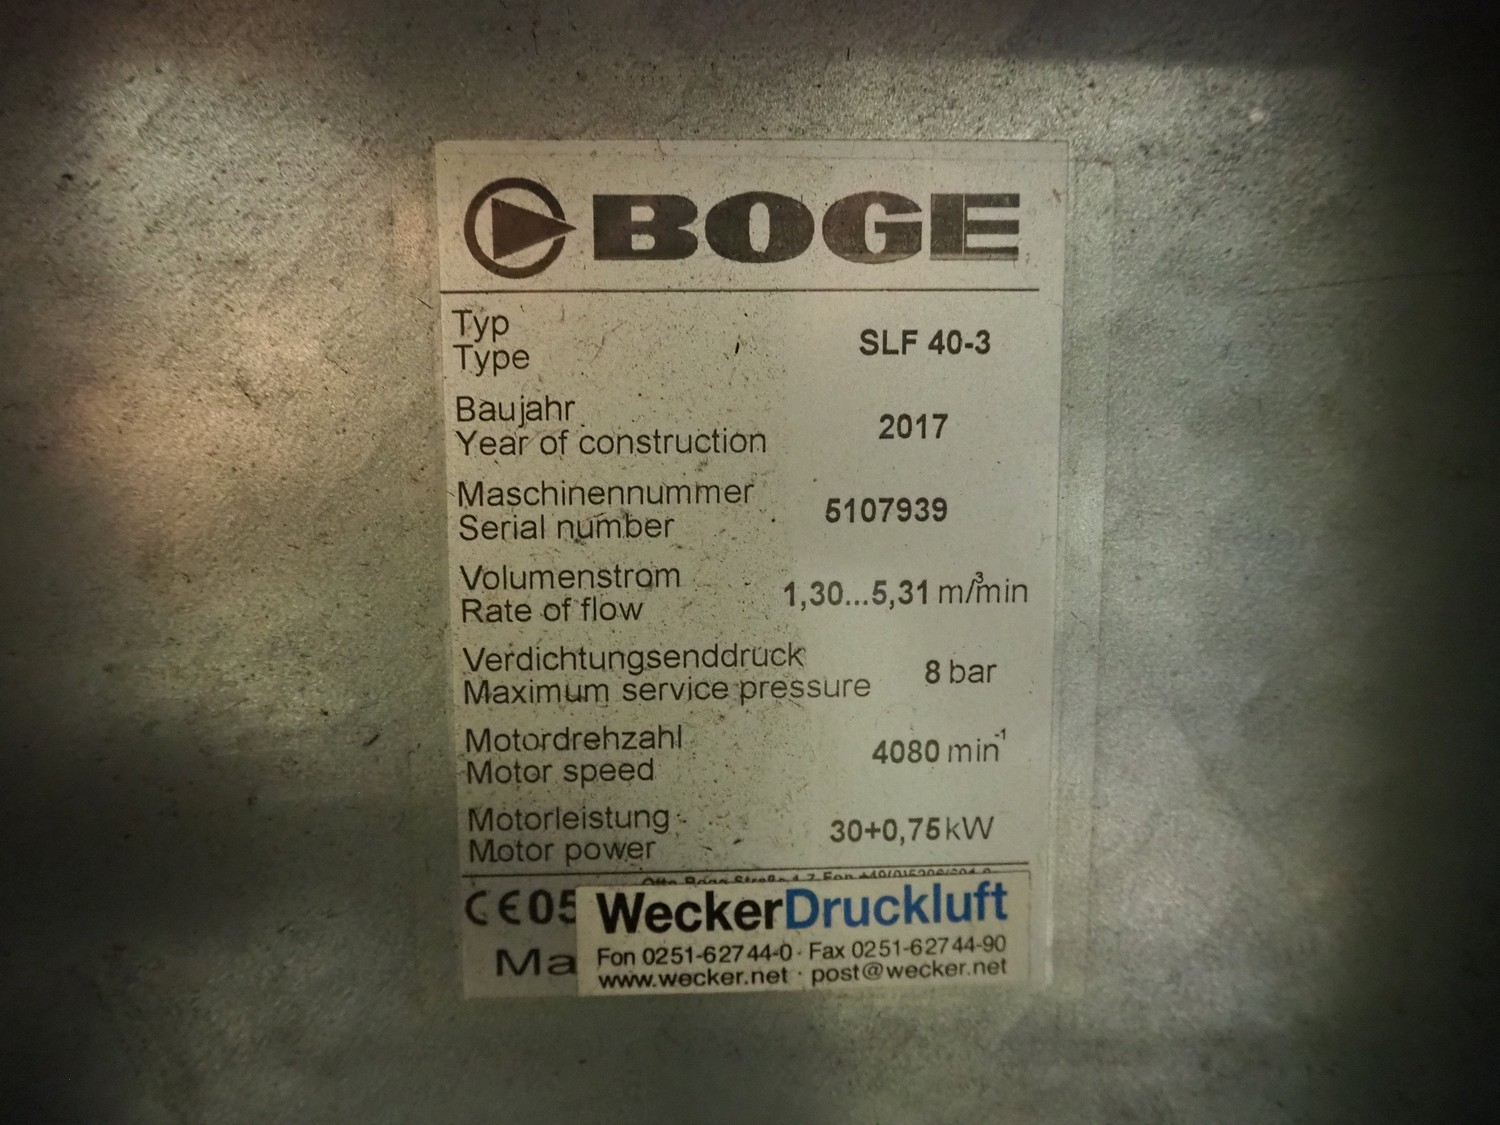 BOGE
Typ
Type
SLF 40-3
Baujahr
Year of construction
2017
Maschinennummer
Serial number
5107939
Volumenstrom
Rate of flow
1,30...5,31 m³/min
Verdichtungsenddruck
Maximum service pressure
8 bar
Motordrehzahl
Motor speed
4080 min⁻¹
Motorleistung
Motor power
30+0,75 kW
CE05
Ma
WeckerDruckluft
Fon 0251-62744-0 · Fax 0251-62744-90
www.wecker.net · post@wecker.net